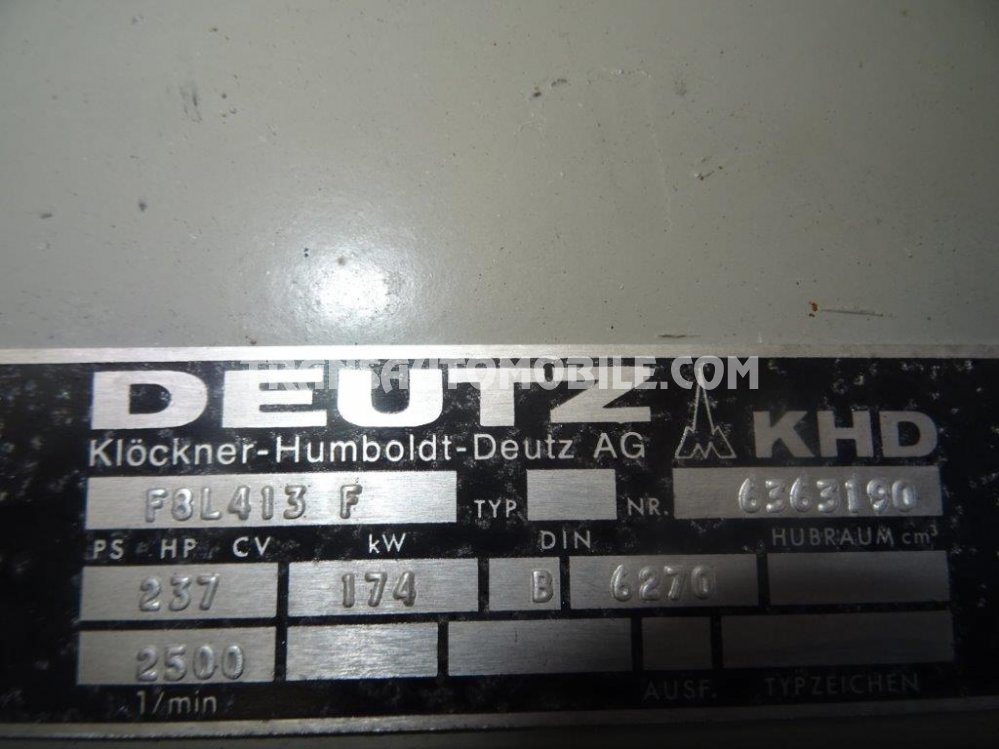 TRANSAUTOMOBILE.COM
DEUTZ KHD
Klöckner-Humboldt-Deutz AG
F8L413 F TYP NR. 6363190
PS HP CV kW DIN HUBRAUM cm³
237 174 B 6270
2500
1/min AUSF. TYPZEICHEN